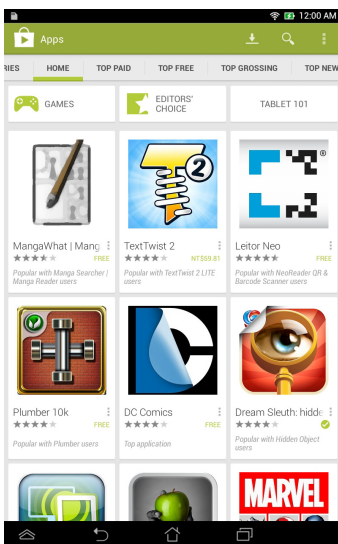 12:00 AM
Apps
RIES HOME TOP PAID TOP FREE TOP GROSSING TOP NEW
GAMES
EDITORS'
CHOICE
TABLET 101
2
MangaWhat | Mang
FREE
Popular with Manga Searcher |
Manga Reader users
TextTwist 2
NT$59.81
Popular with TextTwist 2 LITE
users
Leitor Neo
FREE
Popular with NeoReader QR &
Barcode Scanner users
Plumber 10k
FREE
Popular with Plumber users
DC Comics
FREE
Top application
Dream Sleuth: hidde
Popular with Hidden Object
users
MARVEL